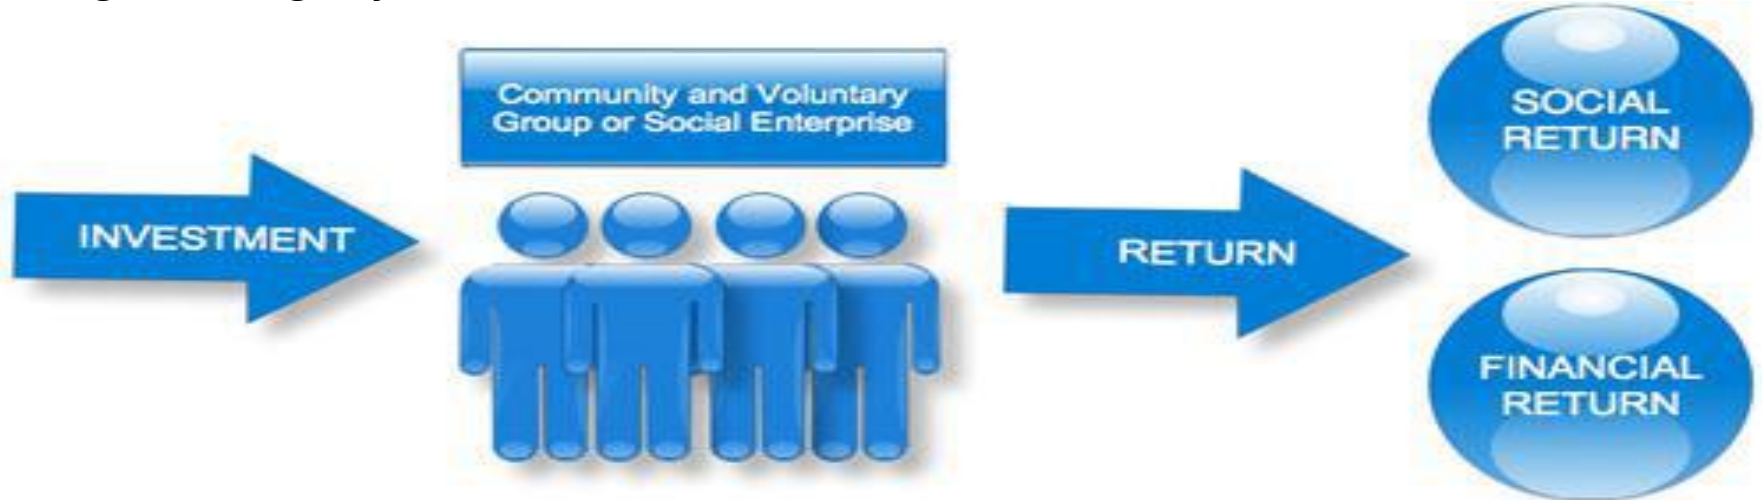 INVESTMENT
Community and Voluntary
Group or Social Enterprise
RETURN
SOCIAL
RETURN
FINANCIAL
RETURN